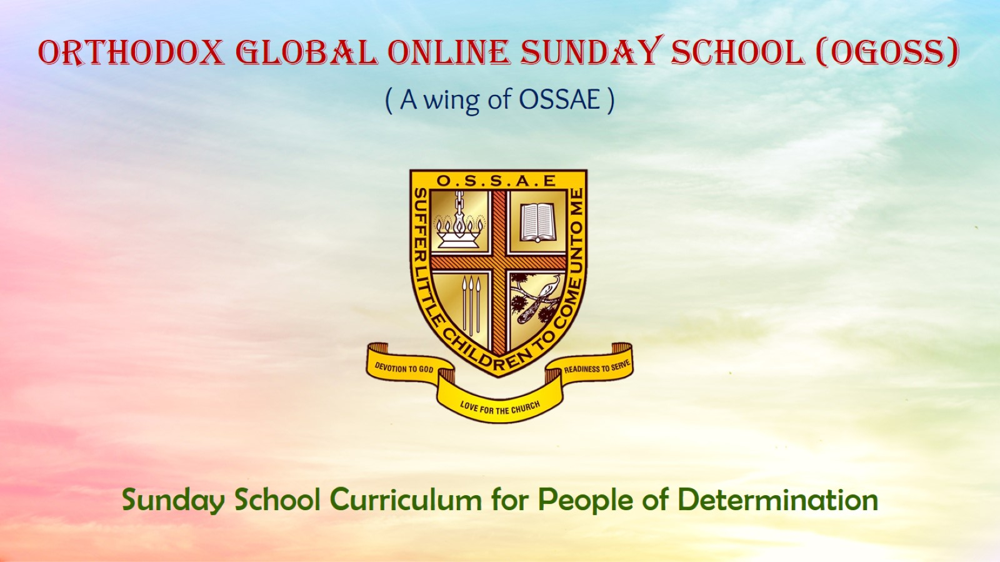 ORTHODOX GLOBAL ONLINE SUNDAY SCHOOL (OGOSS)
( A wing of OSSAE )
O.S.S.A.E
SUFFER LITTLE CHILDREN TO COME UNTO ME
DEVOTION TO GOD
LOVE FOR THE CHURCH
READINESS TO SERVE
Sunday School Curriculum for People of Determination